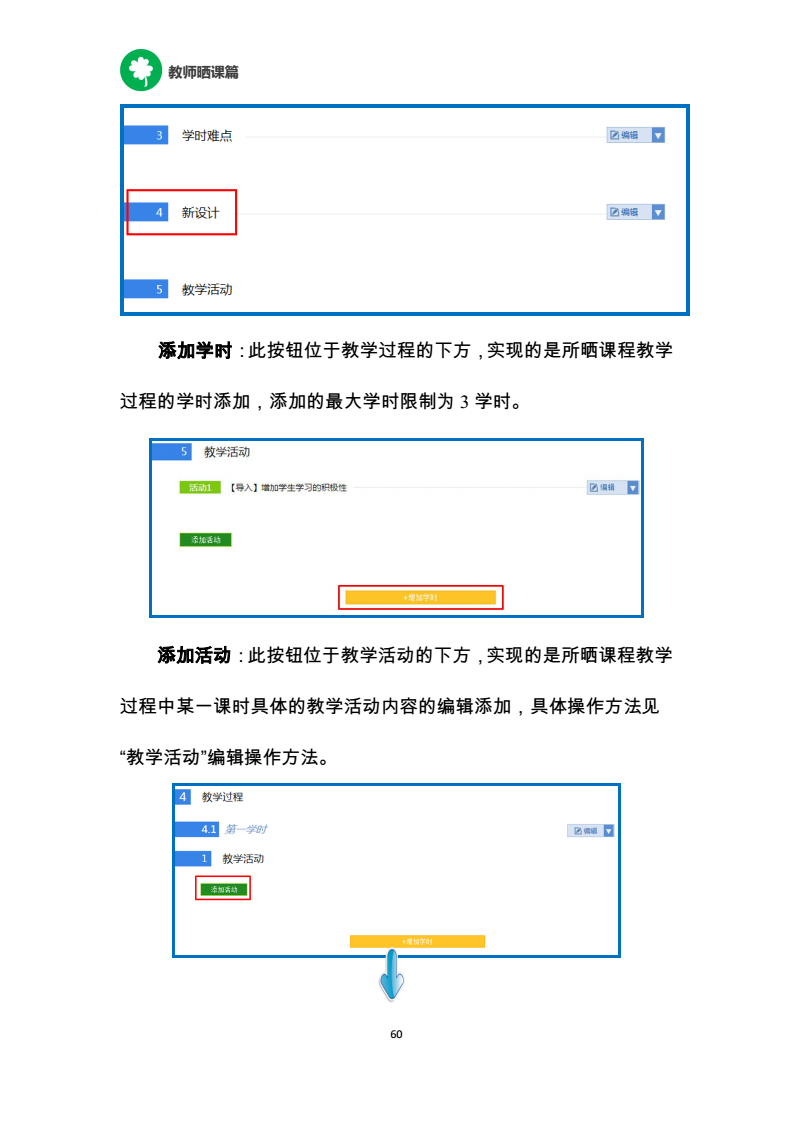 教师晒课篇
3 学时难点 编辑
4 新设计 编辑
5 教学活动
添加学时：此按钮位于教学过程的下方，实现的是所晒课程教学
过程的学时添加，添加的最大学时限制为 3 学时。
5 教学活动
活动1 【导入】增加学生学习的积极性 编辑
添加活动
+增加学时
添加活动：此按钮位于教学活动的下方，实现的是所晒课程教学
过程中某一课时具体的教学活动内容的编辑添加，具体操作方法见
“教学活动”编辑操作方法。
4 教学过程
4.1 第一学时 编辑
1 教学活动
添加活动
+增加学时
60